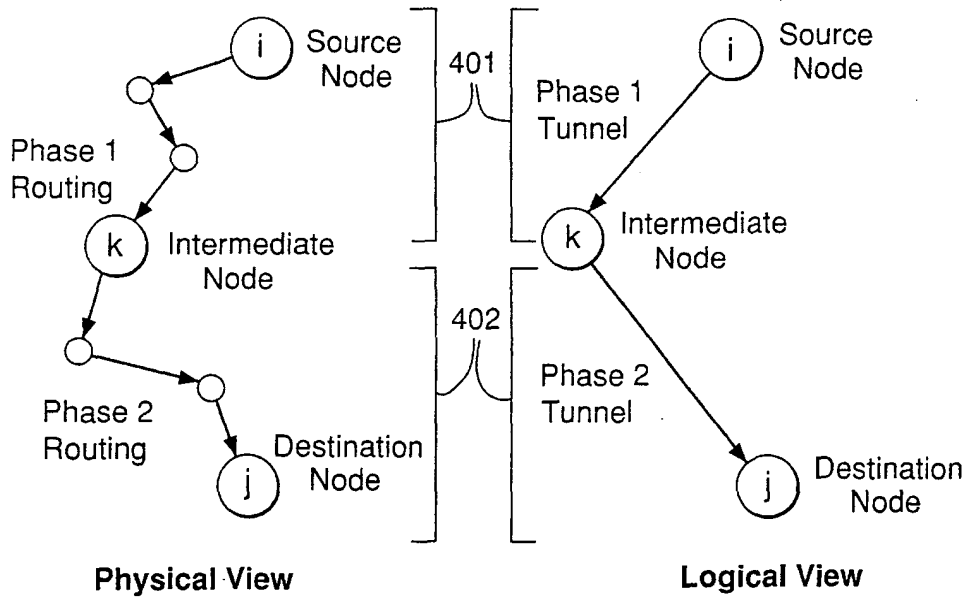 i
Source
Node
Phase 1
Routing
k
Intermediate
Node
Phase 2
Routing
Destination
Node
j
Physical View
401
402
i
Source
Node
Phase 1
Tunnel
k
Intermediate
Node
Phase 2
Tunnel
j
Destination
Node
Logical View